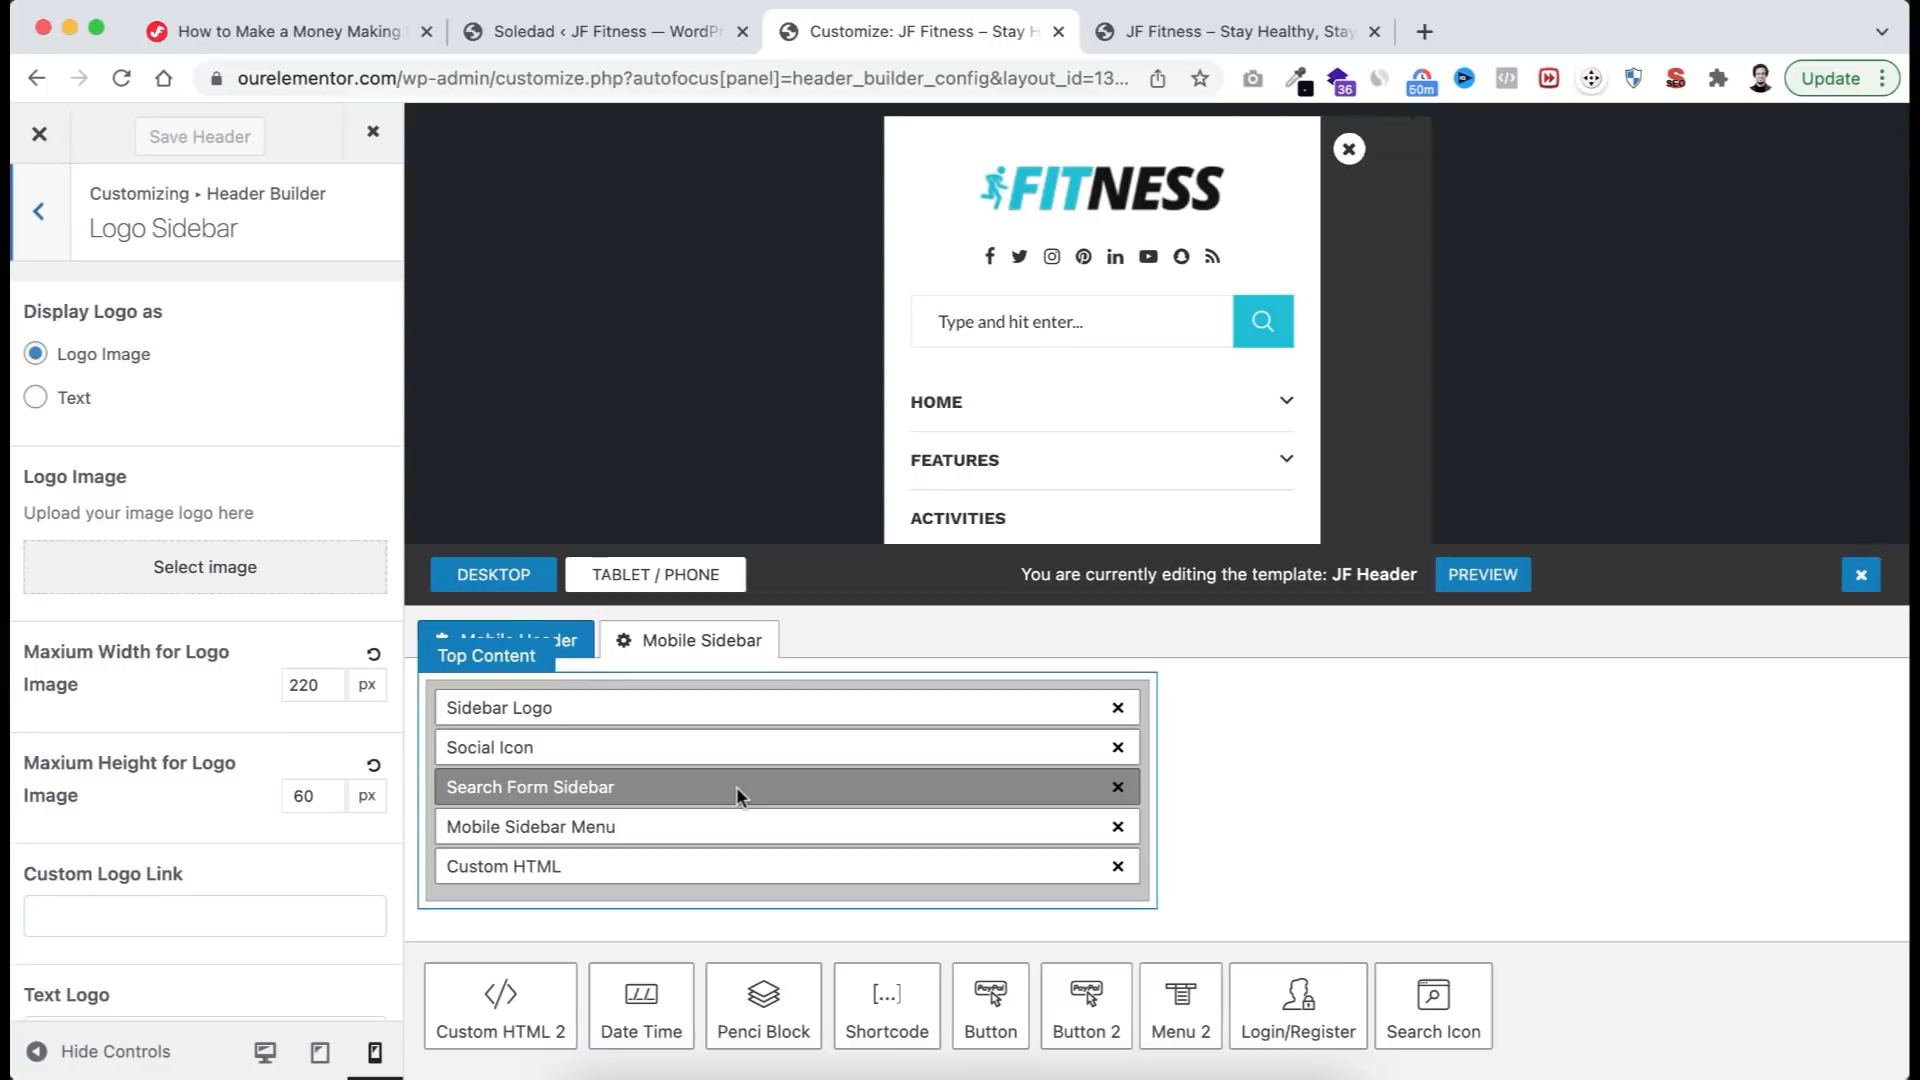 How to Make a Money Making
Soledad ‹ JF Fitness — WordPr
Customize: JF Fitness – Stay H
JF Fitness – Stay Healthy, Stay
ourelementor.com/wp-admin/customize.php?autofocus[panel]=header_builder_config&layout_id=13...
36
50m
SEO
Update
Save Header
Customizing ▸ Header Builder
Logo Sidebar
Display Logo as
Logo Image
Text
Logo Image
Upload your image logo here
Select image
Maxium Width for Logo
Image
220
px
Maxium Height for Logo
Image
60
px
Custom Logo Link
Text Logo
Hide Controls
FITNESS
Type and hit enter...
HOME
FEATURES
ACTIVITIES
DESKTOP
TABLET / PHONE
You are currently editing the template: JF Header
PREVIEW
Mobile Header
Mobile Sidebar
Top Content
Sidebar Logo
Social Icon
Search Form Sidebar
Mobile Sidebar Menu
Custom HTML
Custom HTML 2
Date Time
Penci Block
[...]
Shortcode
PayPal
Button
PayPal
Button 2
Menu 2
Login/Register
Search Icon